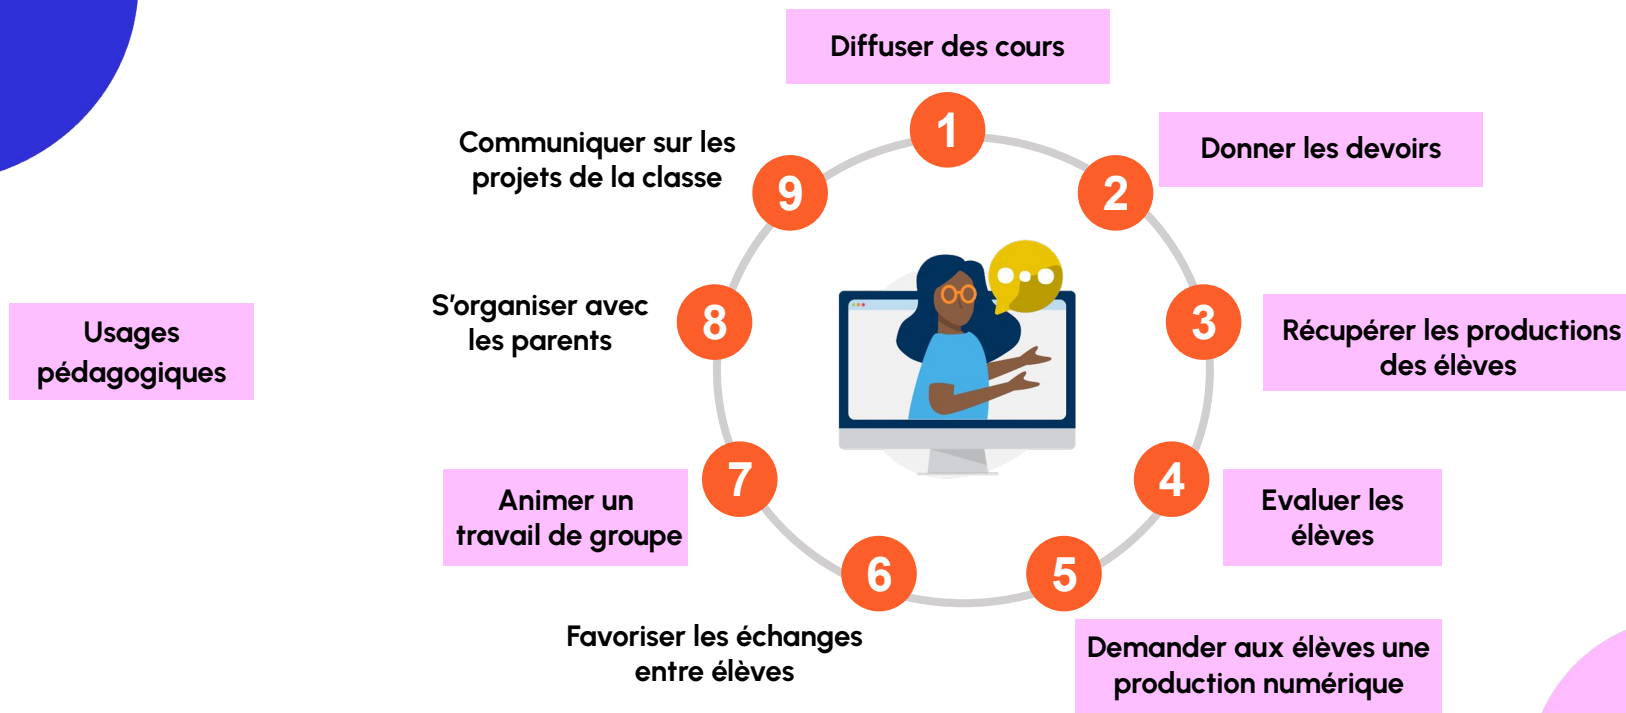 Usages
pédagogiques
1
Diffuser des cours
2
Donner les devoirs
3
Récupérer les productions
des élèves
4
Evaluer les
élèves
5
Demander aux élèves une
production numérique
6
Favoriser les échanges
entre élèves
7
Animer un
travail de groupe
8
S’organiser avec
les parents
9
Communiquer sur les
projets de la classe